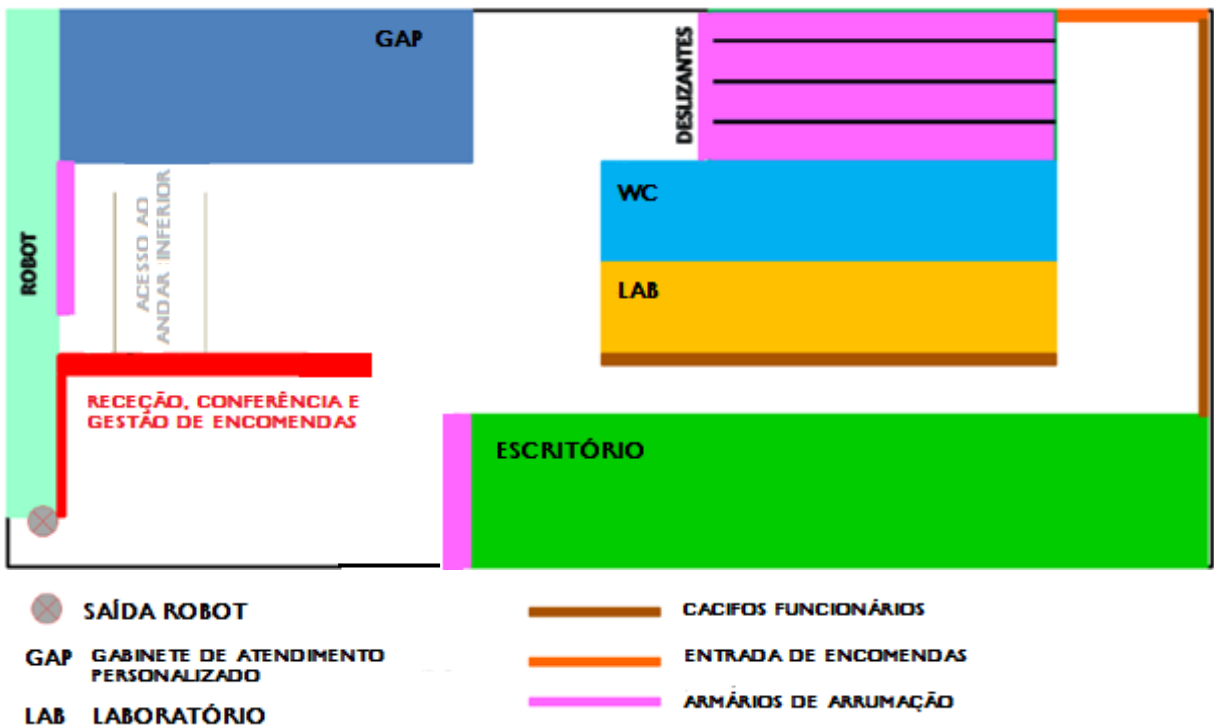 GAP
DESLIZANTES
WC
ACESSO AO
ANDAR INFERIOR
ROBOT
LAB
RECEÇÃO, CONFERÊNCIA E
GESTÃO DE ENCOMENDAS
ESCRITÓRIO
SAÍDA ROBOT
CACIFOS FUNCIONÁRIOS
GAP GABINETE DE ATENDIMENTO
PERSONALIZADO
ENTRADA DE ENCOMENDAS
ARMÁRIOS DE ARRUMAÇÃO
LAB LABORATÓRIO